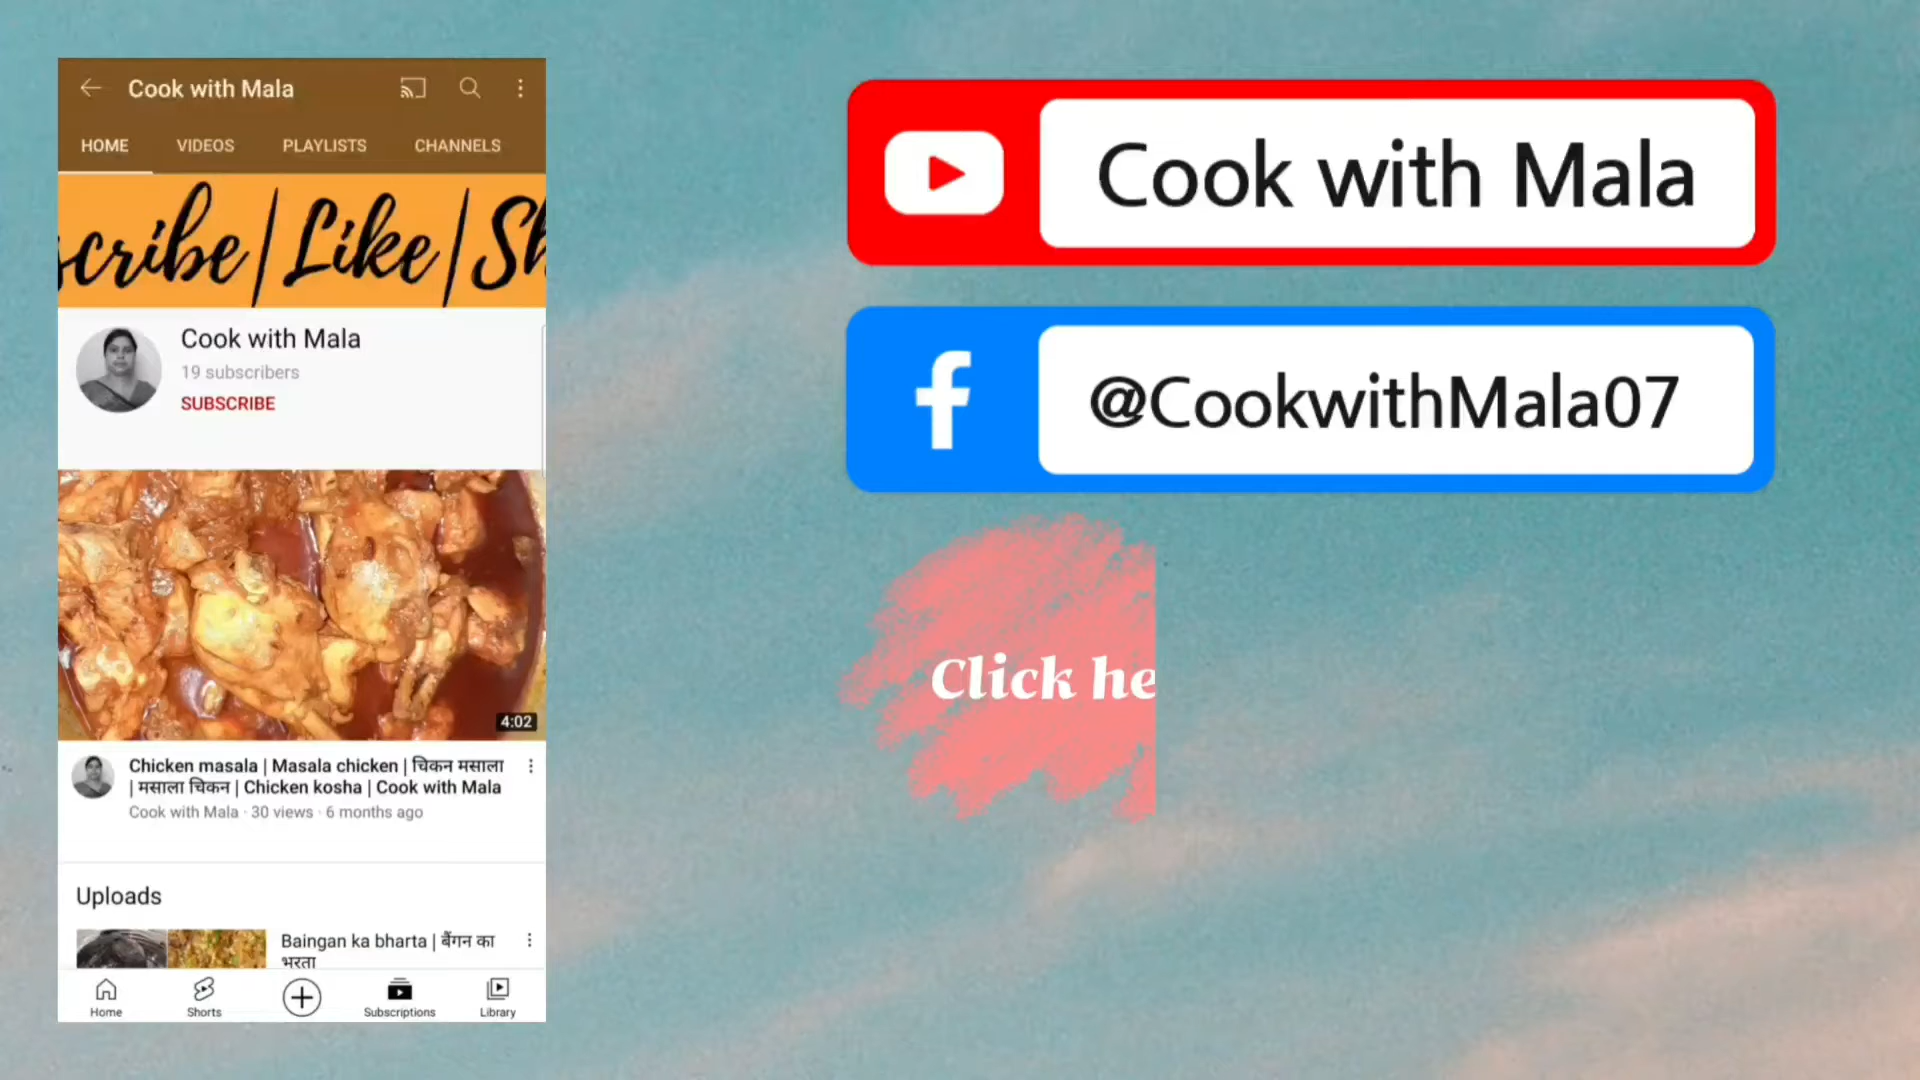 Cook with Mala
HOME VIDEOS PLAYLISTS CHANNELS
scribe | Like | Sh
Cook with Mala
19 subscribers
SUBSCRIBE
4:02
Chicken masala | Masala chicken | चिकन मसाला
| मसाला चिकन | Chicken kosha | Cook with Mala
Cook with Mala · 30 views · 6 months ago
Uploads
Baingan ka bharta | बैंगन का
भरता
Home Shorts Subscriptions Library
Cook with Mala
@CookwithMala07
Click he